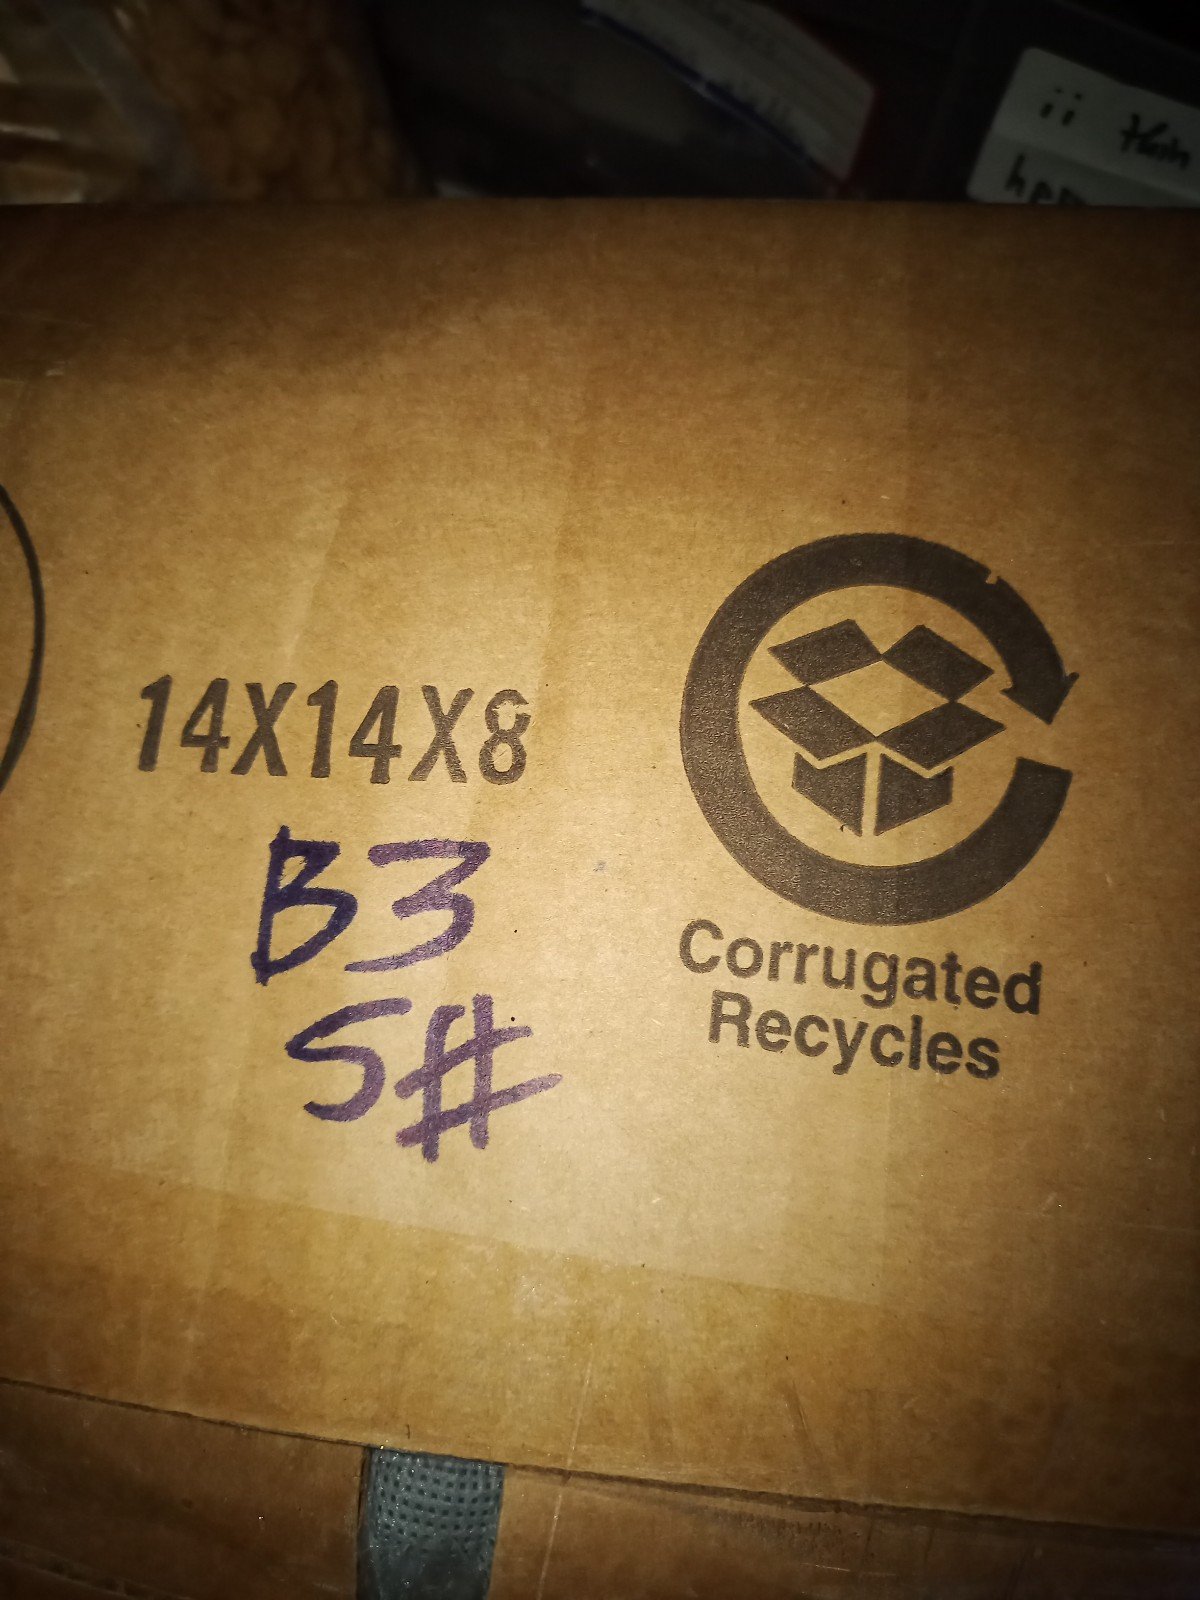 14X14X8
B3
S#
Corrugated
Recycles